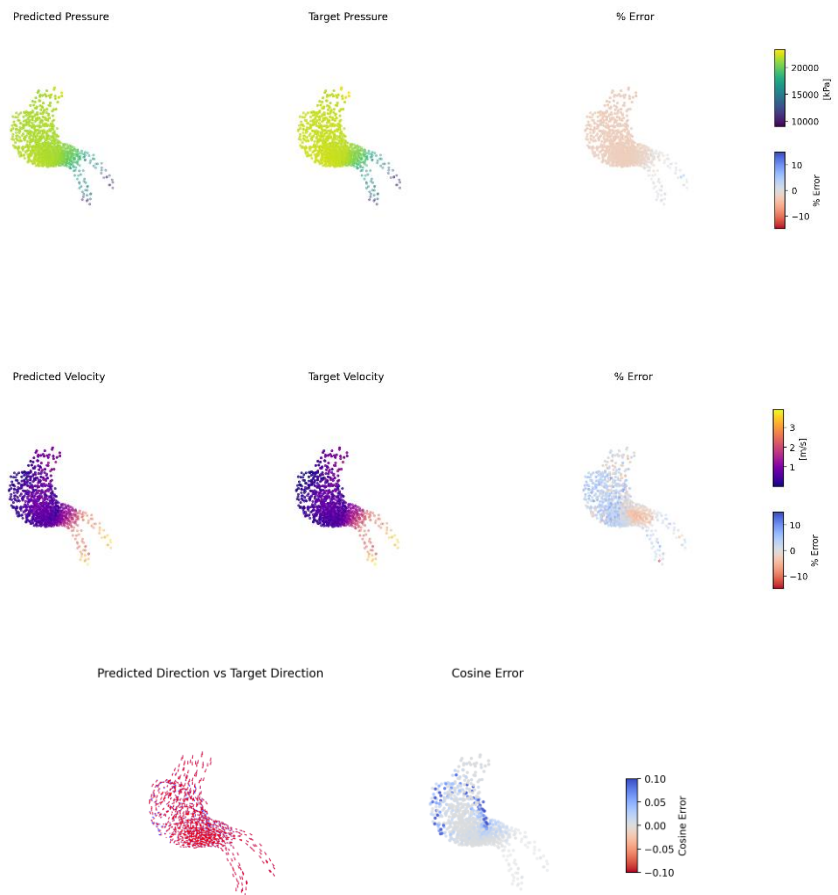 Predicted Pressure
Target Pressure
% Error
20000
15000
10000
[kPa]
10
0
−10
% Error
Predicted Velocity
Target Velocity
% Error
3
2
1
[m/s]
10
0
−10
% Error
Predicted Direction vs Target Direction
Cosine Error
0.10
0.05
0.00
−0.05
−0.10
Cosine Error